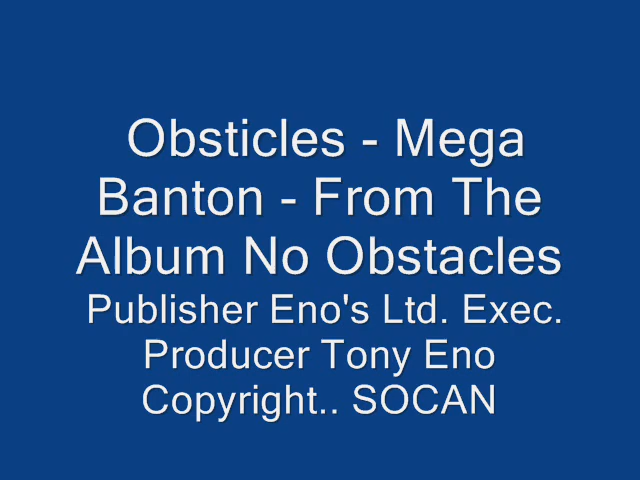 Obsticles - Mega
Banton - From The
Album No Obstacles
Publisher Eno's Ltd. Exec.
Producer Tony Eno
Copyright.. SOCAN